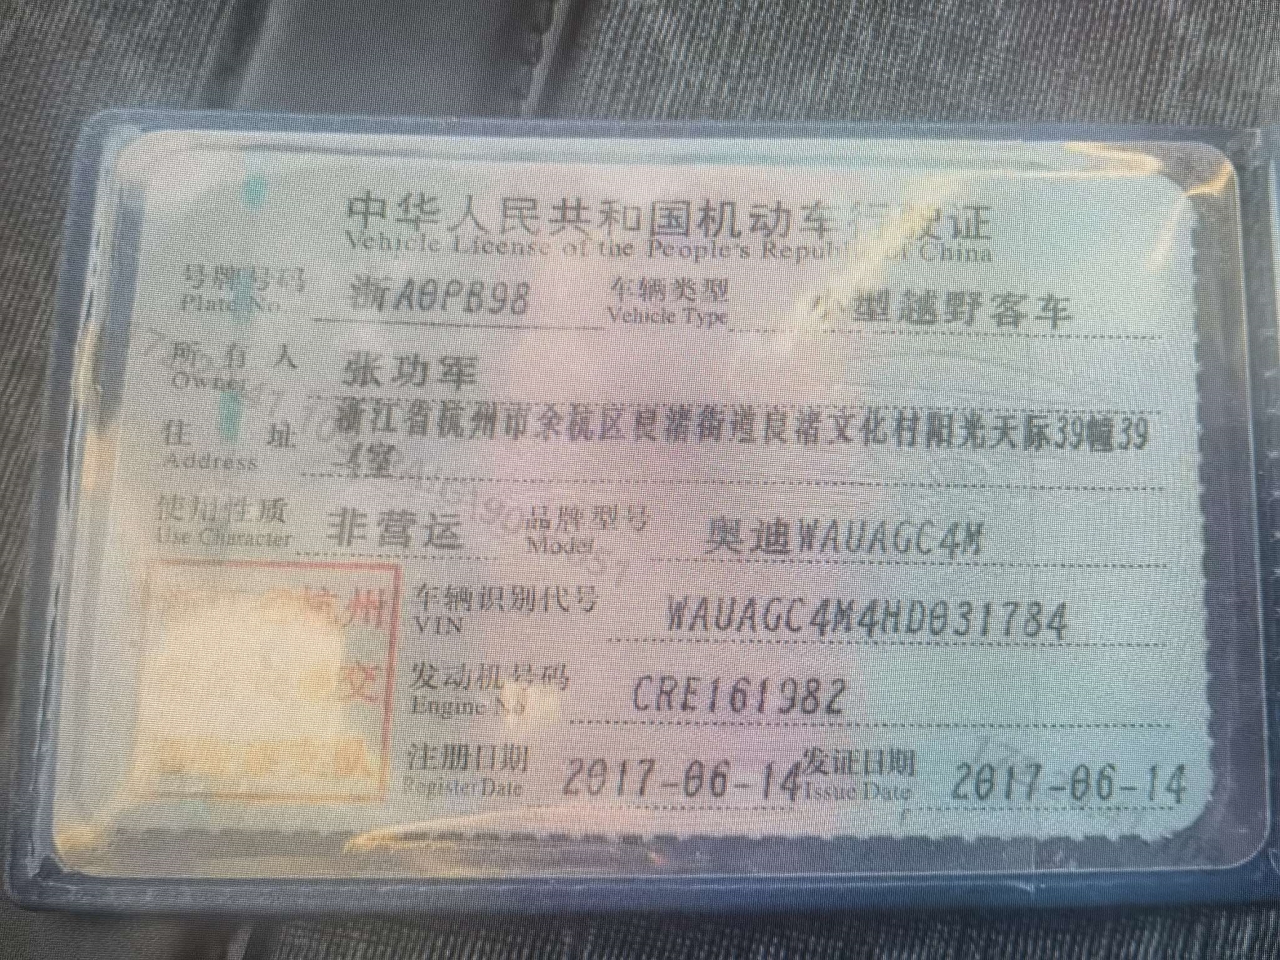 中华人民共和国机动车行驶证
Vehicle License of the People's Republic of China
号牌号码 浙A0PB98 车辆类型 小型越野客车
Plate No. Vehicle Type
所有人 张功军
Owner
住址 浙江省杭州市余杭区良渚街道良渚文化村阳光天际39幢39
Address 4室
使用性质 非营运 品牌型号 奥迪WAUAGC4M
Use Character Model
车辆识别代号 WAUAGC4M4HD031784
VIN
发动机号码 CRE161982
Engine No
注册日期 2017-06-14 发证日期 2017-06-14
Register Date Issue Date
杭州
交